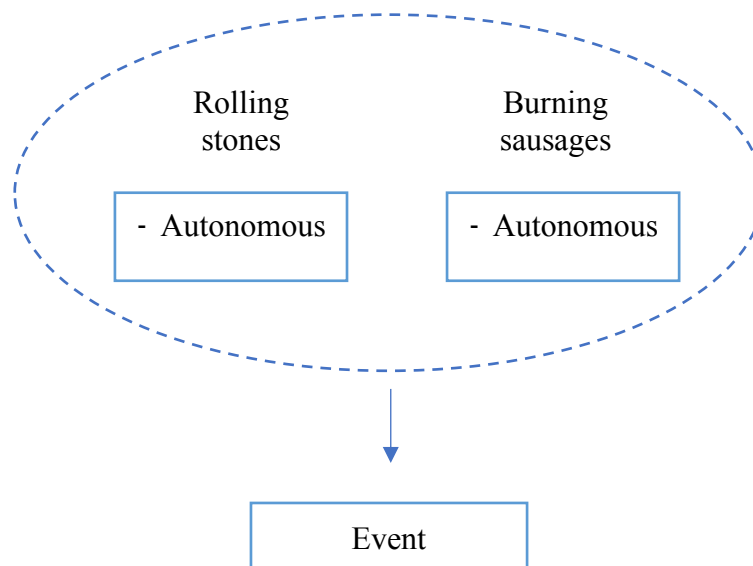 Rolling
stones
Burning
sausages
- Autonomous
- Autonomous
Event